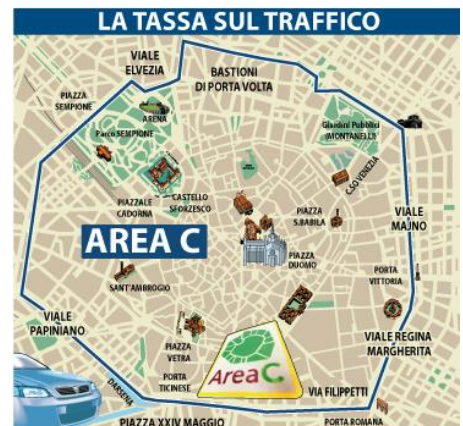 LA TASSA SUL TRAFFICO
VIALE
ELVEZIA
BASTIONI
DI PORTA VOLTA
PIAZZA
SEMPIONE
ARENA
Parco SEMPIONE
Giardini Pubblici
(MONTANELLI)
C.SO VENEZIA
PIAZZALE
CADORNA
CASTELLO
SFORZESCO
PIAZZA
S.BABILA
VIALE
MAJNO
AREA C
PIAZZA
DUOMO
PORTA
VITTORIA
SANT'AMBROGIO
VIALE
PAPINIANO
VIALE REGINA
MARGHERITA
PIAZZA
VETRA
PORTA
TICINESE
Area C
VIA FILIPPETTI
DARSENA
PIAZZA XXIV MAGGIO
PORTA ROMANA